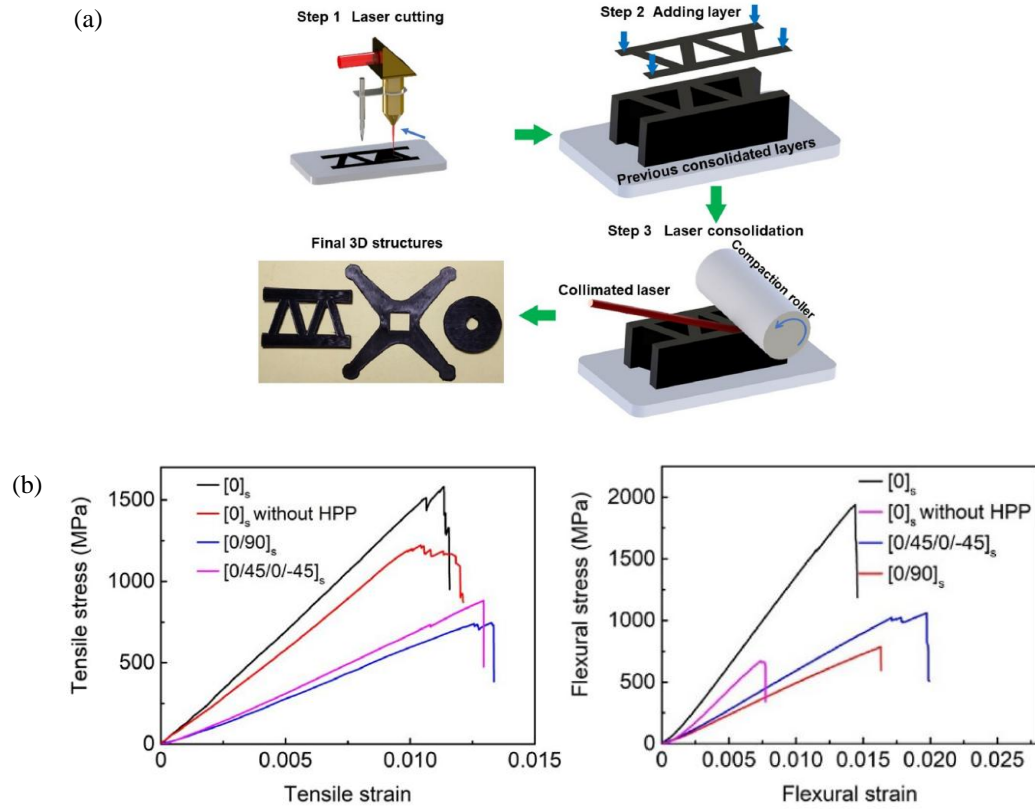 (a)
Step 1 Laser cutting
Step 2 Adding layer
Previous consolidated layers
Step 3 Laser consolidation
Compaction roller
Collimated laser
Final 3D structures
(b)
Tensile stress (MPa)
1500
1000
500
0
[0]s
[0]s without HPP
[0/90]s
[0/45/0/-45]s
0 0.005 0.010 0.015
Tensile strain
Flexural stress (MPa)
2000
1500
1000
500
0
[0]s
[0]s without HPP
[0/45/0/-45]s
[0/90]s
0 0.005 0.010 0.015 0.020 0.025
Flexural strain